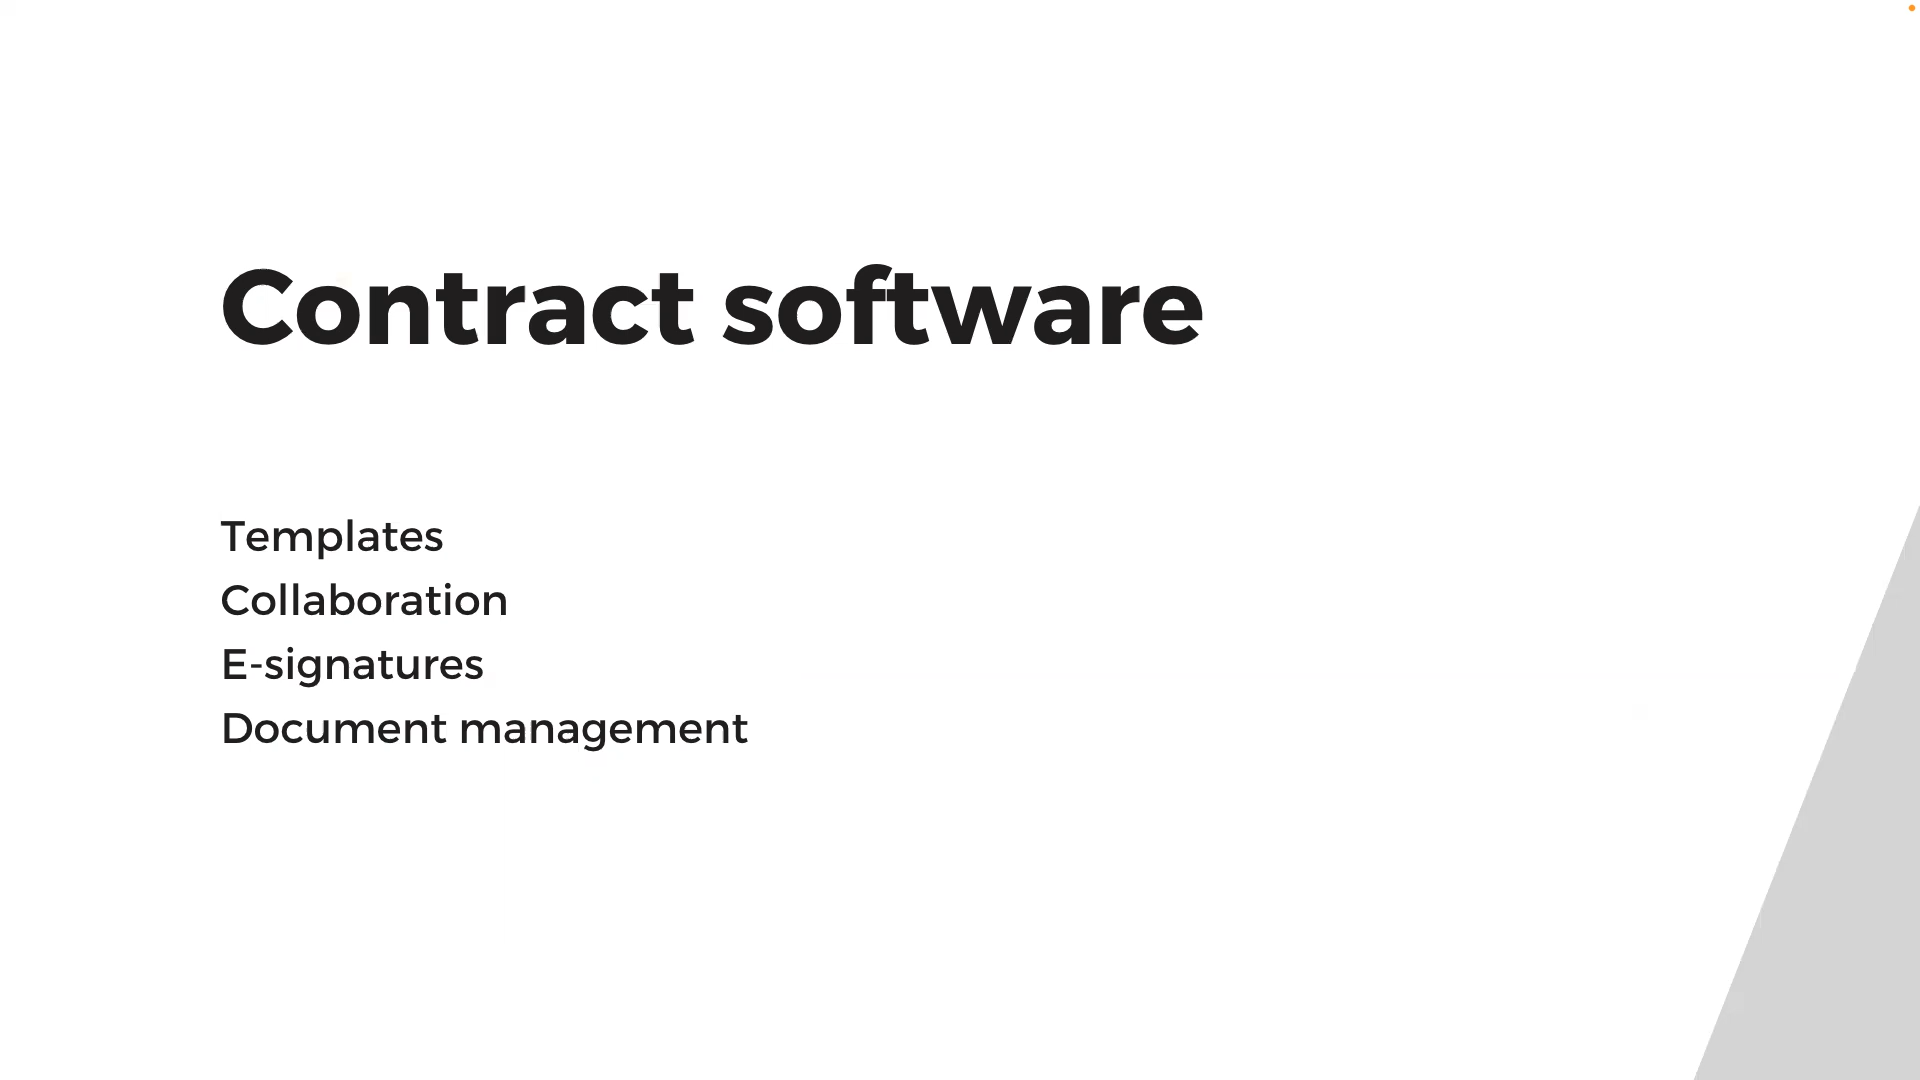 Contract software
Templates
Collaboration
E-signatures
Document management